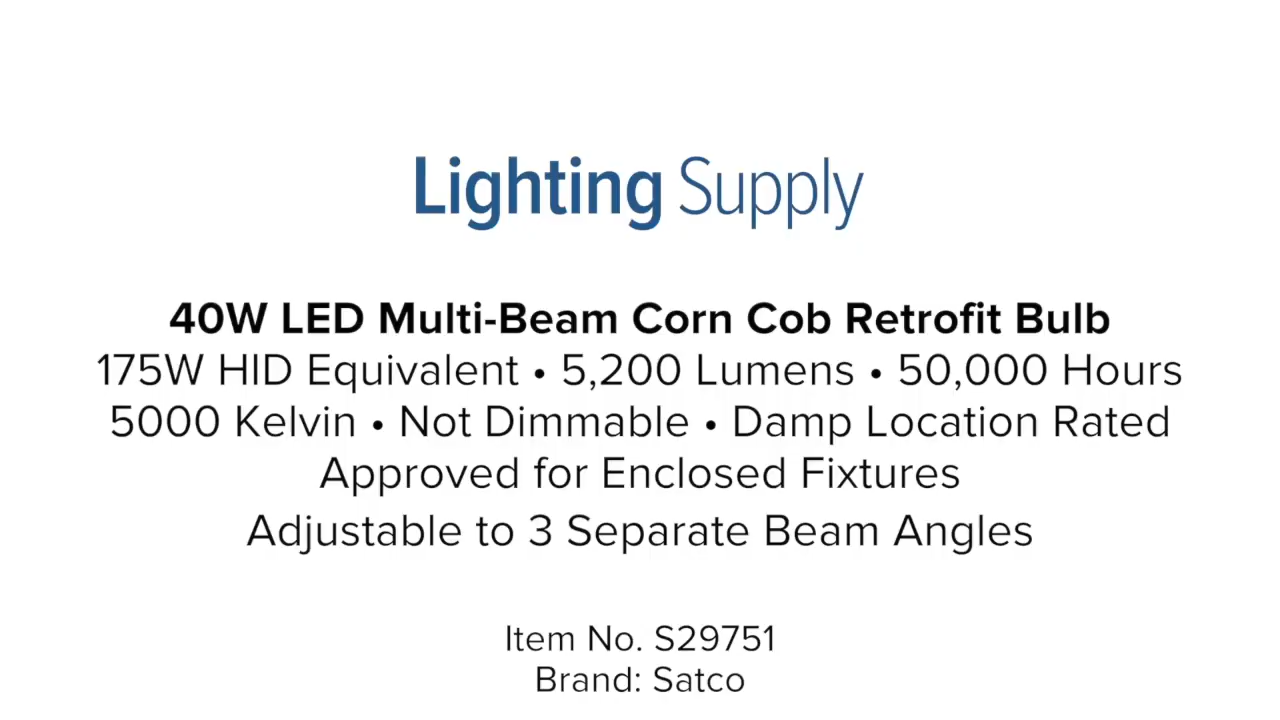 Lighting Supply
40W LED Multi-Beam Corn Cob Retrofit Bulb
175W HID Equivalent • 5,200 Lumens • 50,000 Hours
5000 Kelvin • Not Dimmable • Damp Location Rated
Approved for Enclosed Fixtures
Adjustable to 3 Separate Beam Angles
Item No. S29751
Brand: Satco